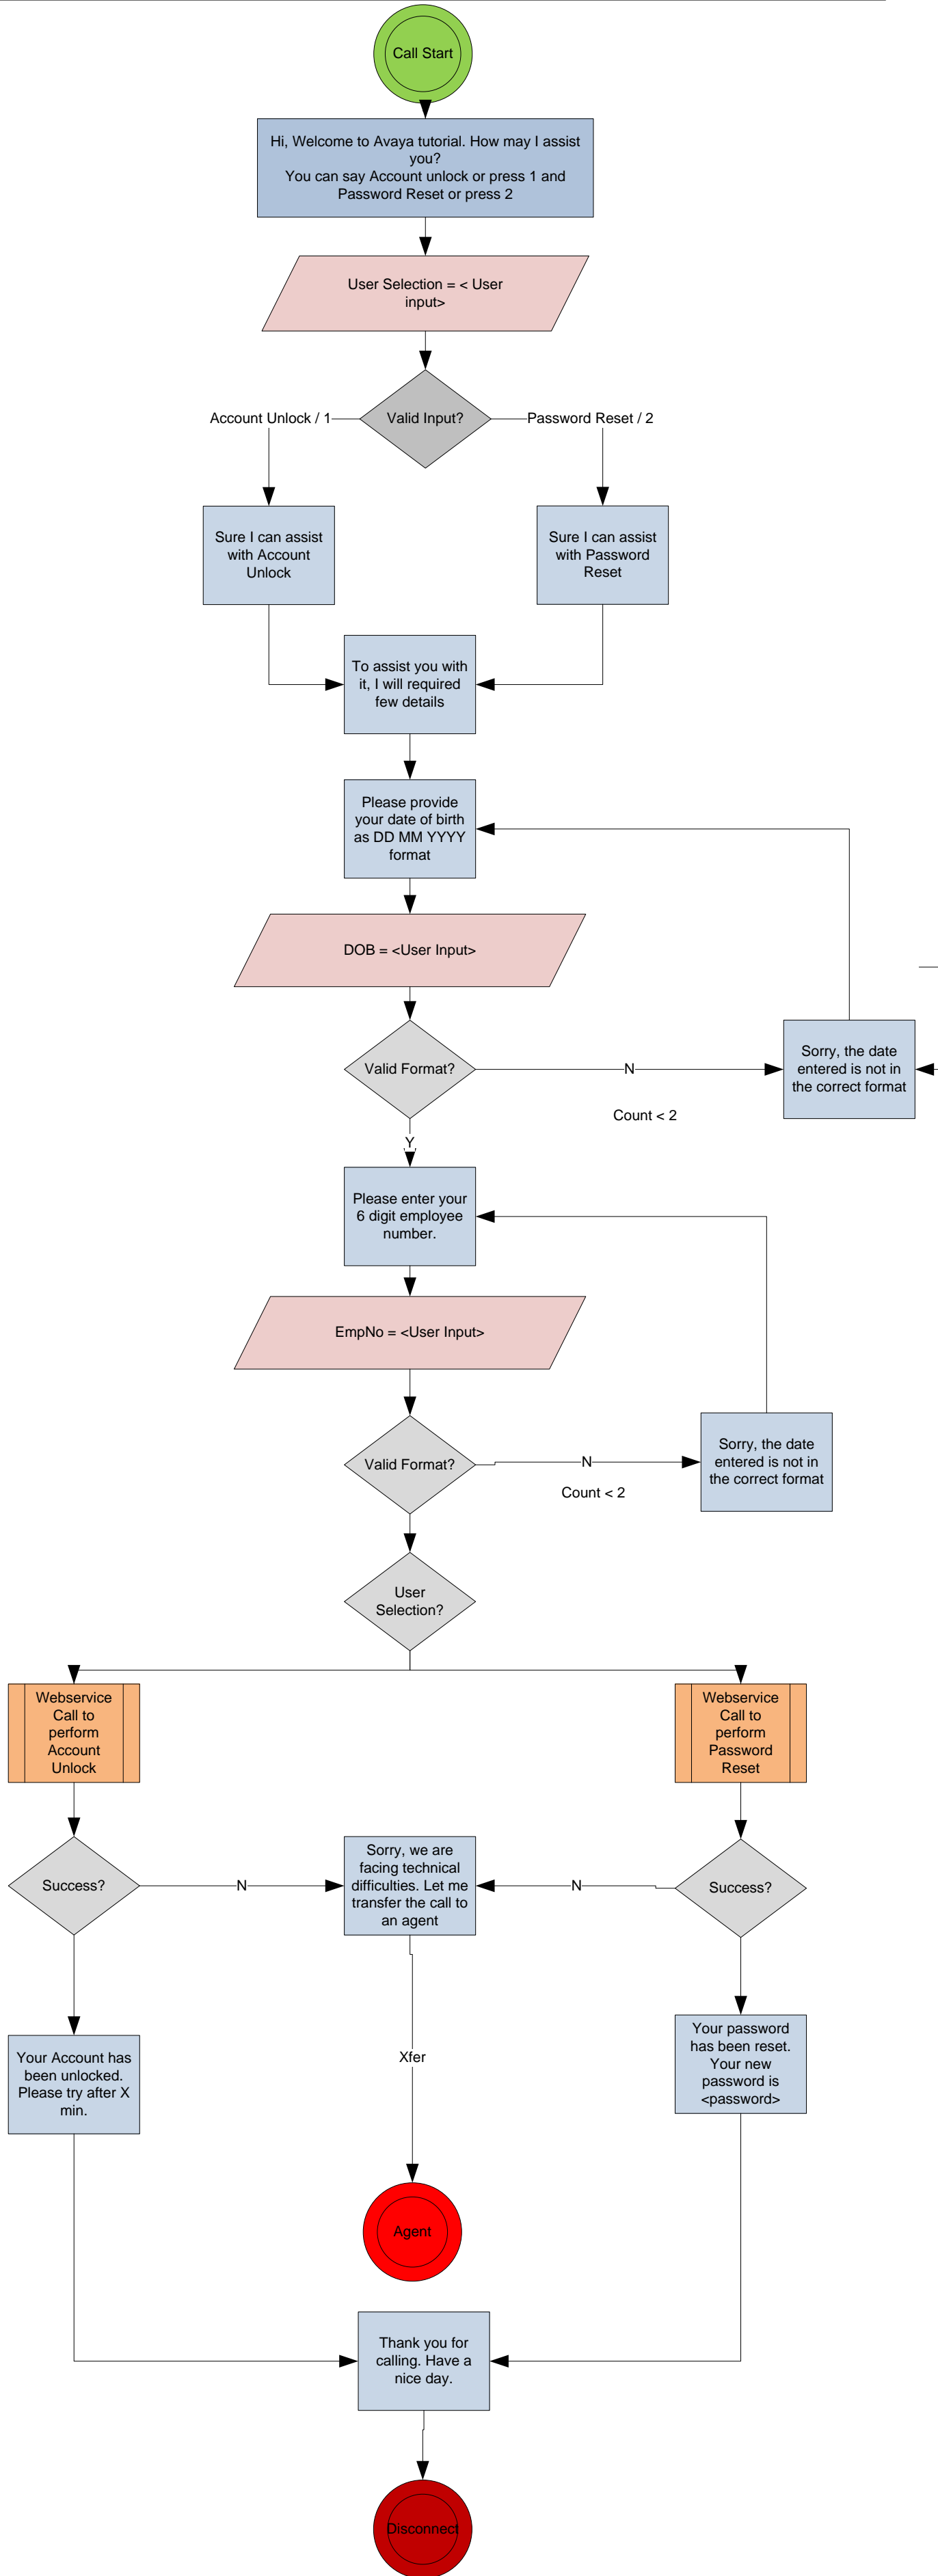 Call Start
Hi, Welcome to Avaya tutorial. How may I assist
you?
You can say Account unlock or press 1 and
Password Reset or press 2
User Selection = < User
input>
Account Unlock / 1
Valid Input?
Password Reset / 2
Sure I can assist
with Account
Unlock
Sure I can assist
with Password
Reset
To assist you with
it, I will required
few details
Please provide
your date of birth
as DD MM YYYY
format
DOB = <User Input>
Valid Format?
N
Count < 2
Sorry, the date
entered is not in
the correct format
Y
Please enter your
6 digit employee
number.
EmpNo = <User Input>
Valid Format?
N
Count < 2
Sorry, the date
entered is not in
the correct format
User
Selection?
Webservice
Call to
perform
Account
Unlock
Webservice
Call to
perform
Password
Reset
Success?
N
Sorry, we are
facing technical
difficulties. Let me
transfer the call to
an agent
N
Success?
Your Account has
been unlocked.
Please try after X
min.
Xfer
Your password
has been reset.
Your new
password is
<password>
Agent
Thank you for
calling. Have a
nice day.
Disconnect